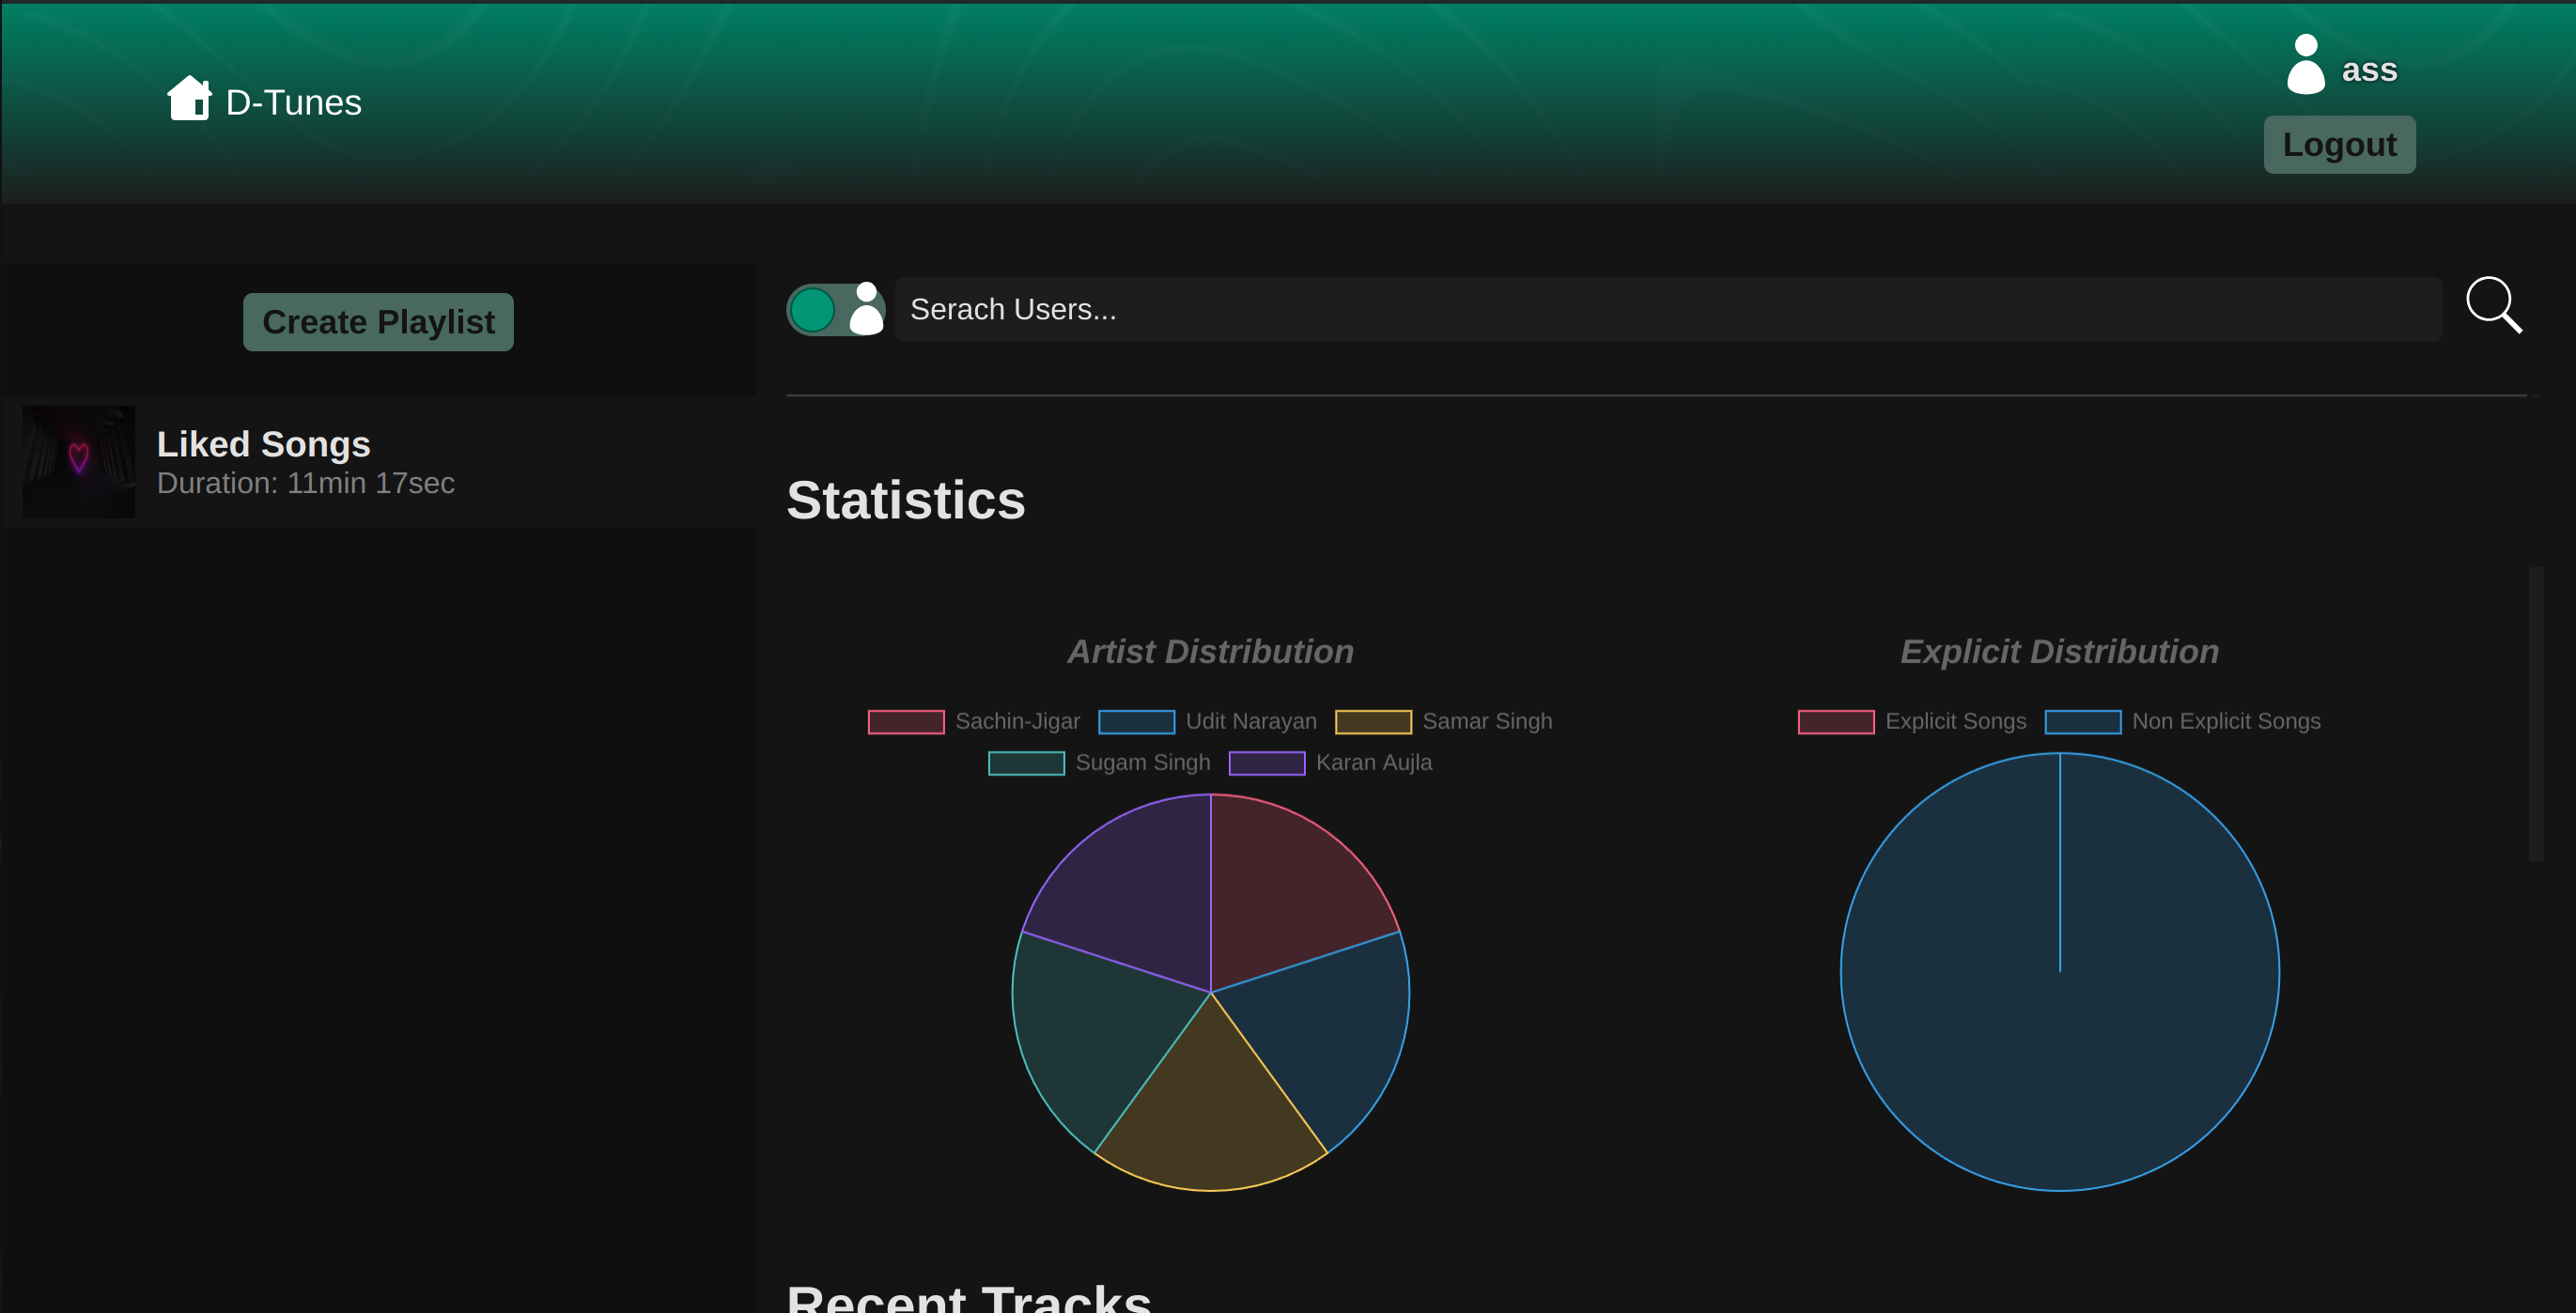 D-Tunes
ass
Logout
Create Playlist
Serach Users...
Liked Songs
Duration: 11min 17sec
Statistics
Artist Distribution
Sachin-Jigar Udit Narayan Samar Singh
Sugam Singh Karan Aujla
Explicit Distribution
Explicit Songs Non Explicit Songs
Recent Tracks